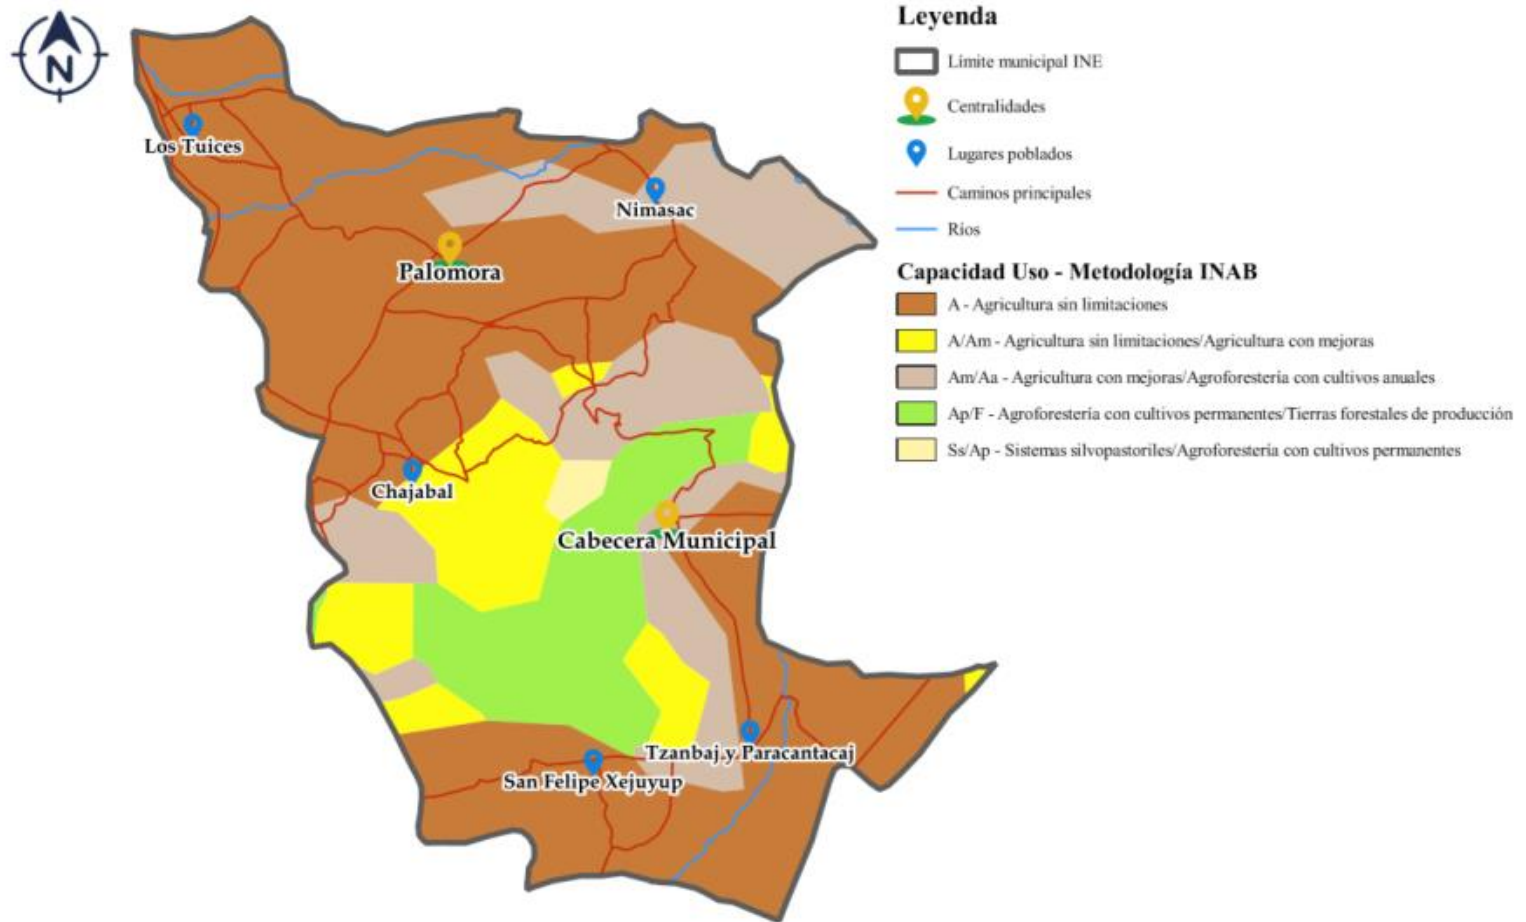 N
Los Tuices
Nimasac
Palomora
Chajabal
Cabecera Municipal
Tzanbaj y Paracantacaj
San Felipe Xejuyup
Leyenda
Límite municipal INE
Centralidades
Lugares poblados
Caminos principales
Ríos
Capacidad Uso - Metodología INAB
A - Agricultura sin limitaciones
A/Am - Agricultura sin limitaciones/Agricultura con mejoras
Am/Aa - Agricultura con mejoras/Agroforestería con cultivos anuales
Ap/F - Agroforestería con cultivos permanentes/Tierras forestales de producción
Ss/Ap - Sistemas silvopastoriles/Agroforestería con cultivos permanentes